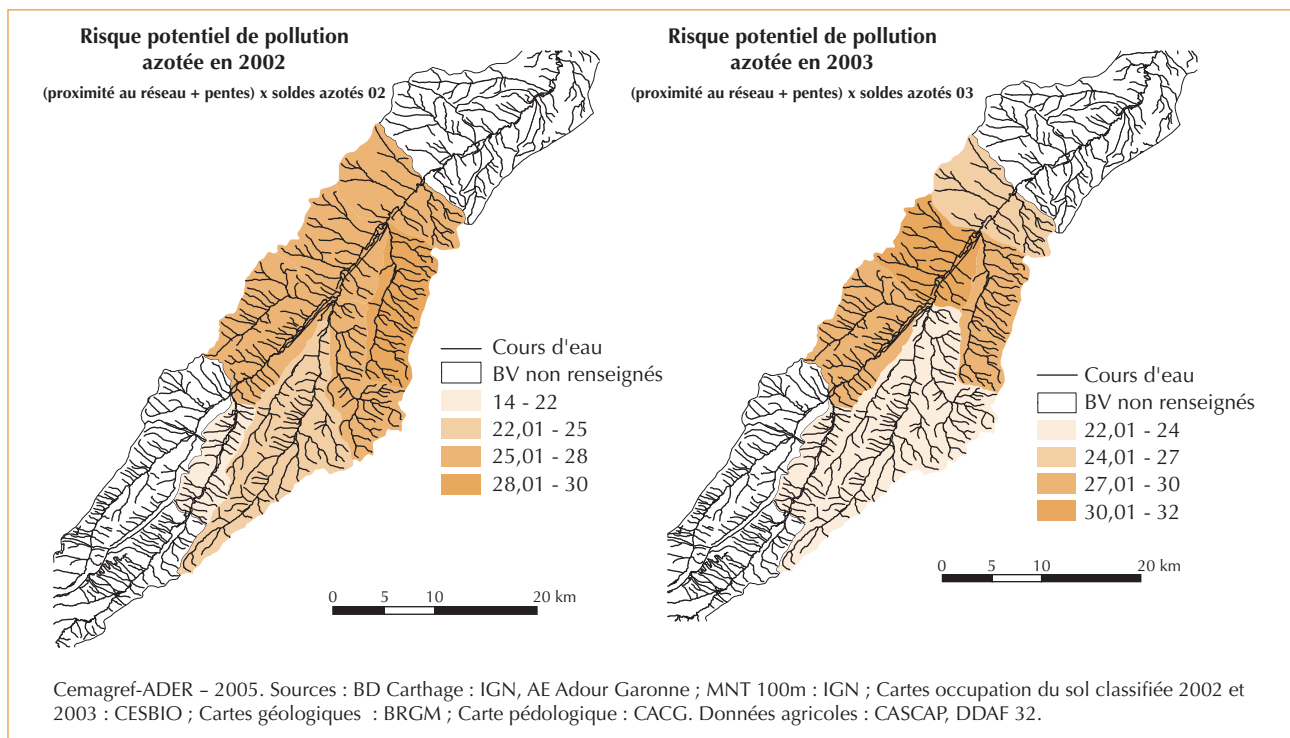 Risque potentiel de pollution
azotée en 2002
(proximité au réseau + pentes) x soldes azotés 02
Cours d'eau
BV non renseignés
14 - 22
22,01 - 25
25,01 - 28
28,01 - 30
0 5 10 20 km
Risque potentiel de pollution
azotée en 2003
(proximité au réseau + pentes) x soldes azotés 03
Cours d'eau
BV non renseignés
22,01 - 24
24,01 - 27
27,01 - 30
30,01 - 32
0 5 10 20 km
Cemagref-ADER – 2005. Sources : BD Carthage : IGN, AE Adour Garonne ; MNT 100m : IGN ; Cartes occupation du sol classifiée 2002 et
2003 : CESBIO ; Cartes géologiques : BRGM ; Carte pédologique : CACG. Données agricoles : CASCAP, DDAF 32.